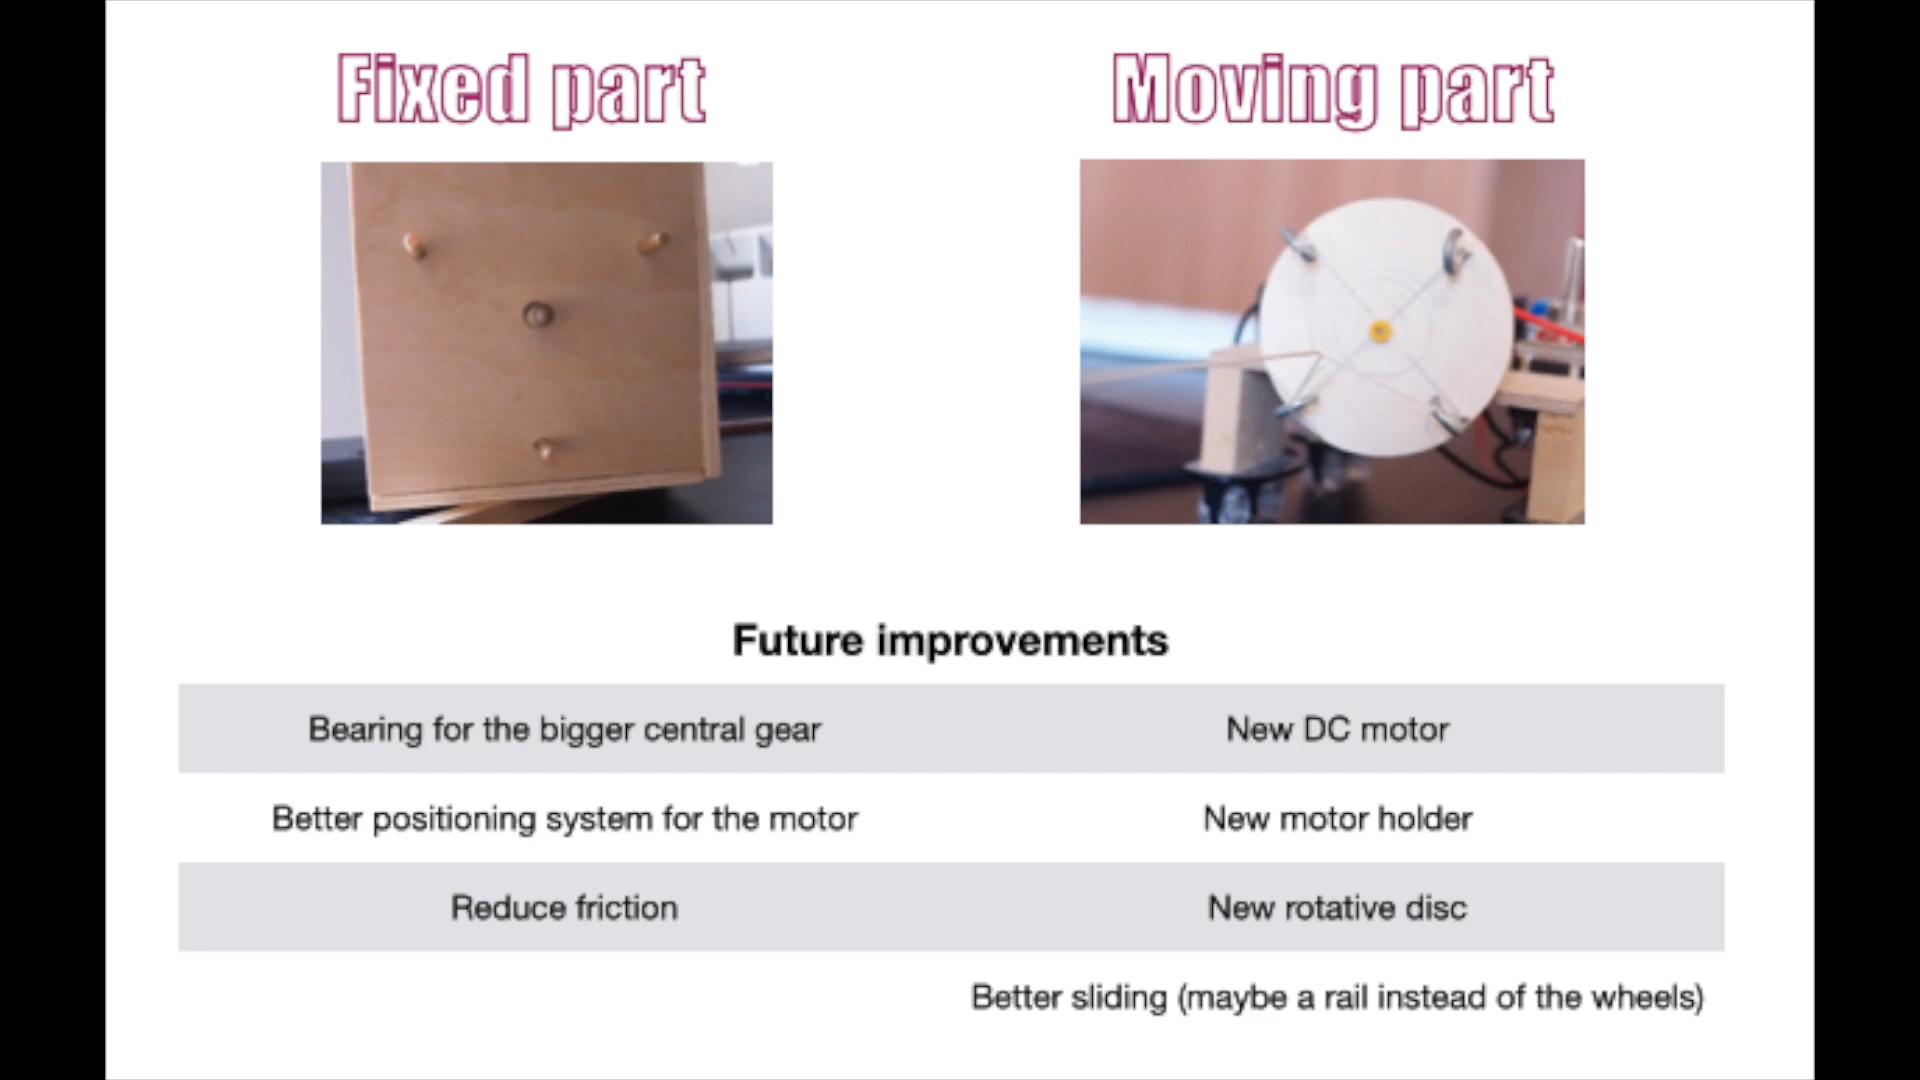 Fixed part
Moving part
Future improvements
Bearing for the bigger central gear
New DC motor
Better positioning system for the motor
New motor holder
Reduce friction
New rotative disc
Better sliding (maybe a rail instead of the wheels)